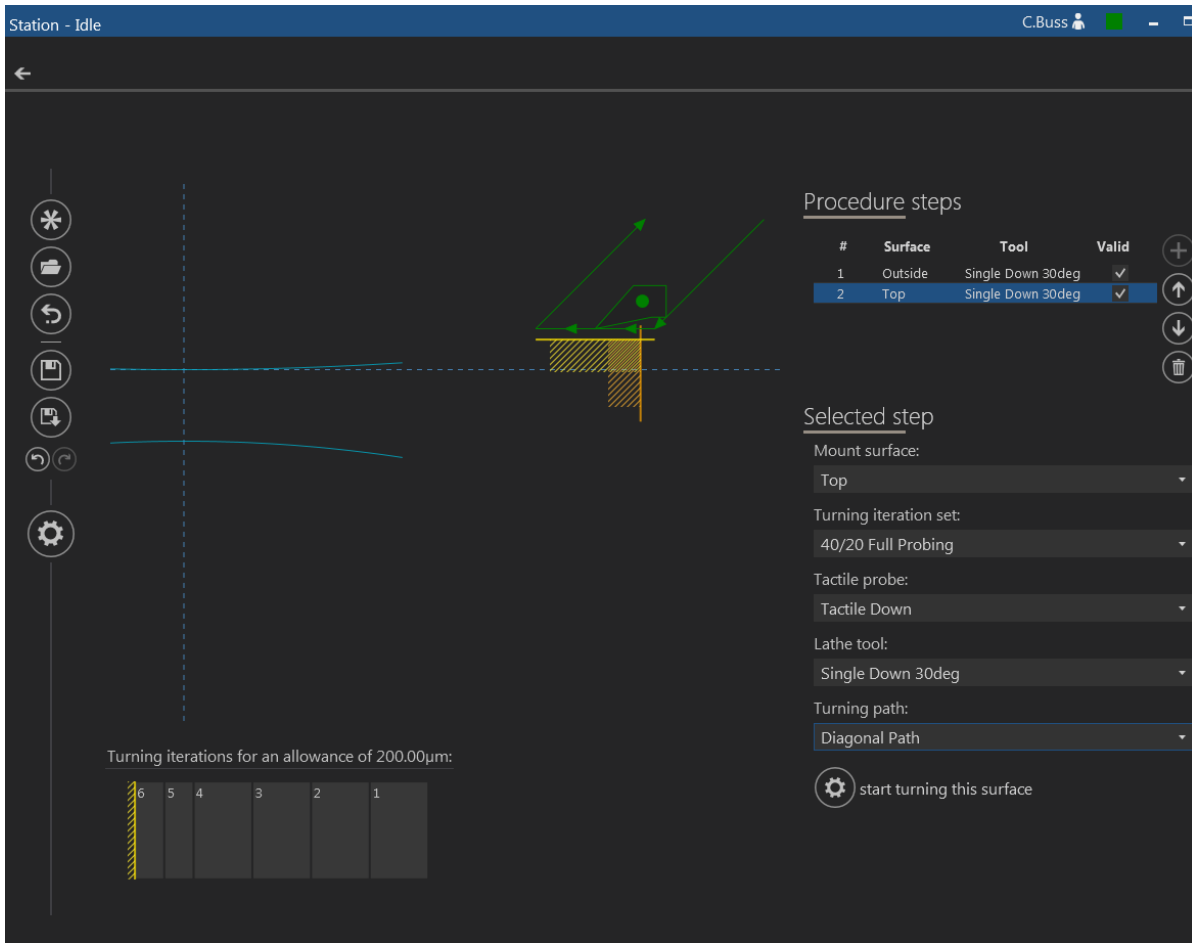 Station - Idle
C.Buss
Procedure steps
# Surface Tool Valid
1 Outside Single Down 30deg
2 Top Single Down 30deg
Selected step
Mount surface:
Top
Turning iteration set:
40/20 Full Probing
Tactile probe:
Tactile Down
Lathe tool:
Single Down 30deg
Turning path:
Diagonal Path
start turning this surface
Turning iterations for an allowance of 200.00µm:
6 5 4 3 2 1